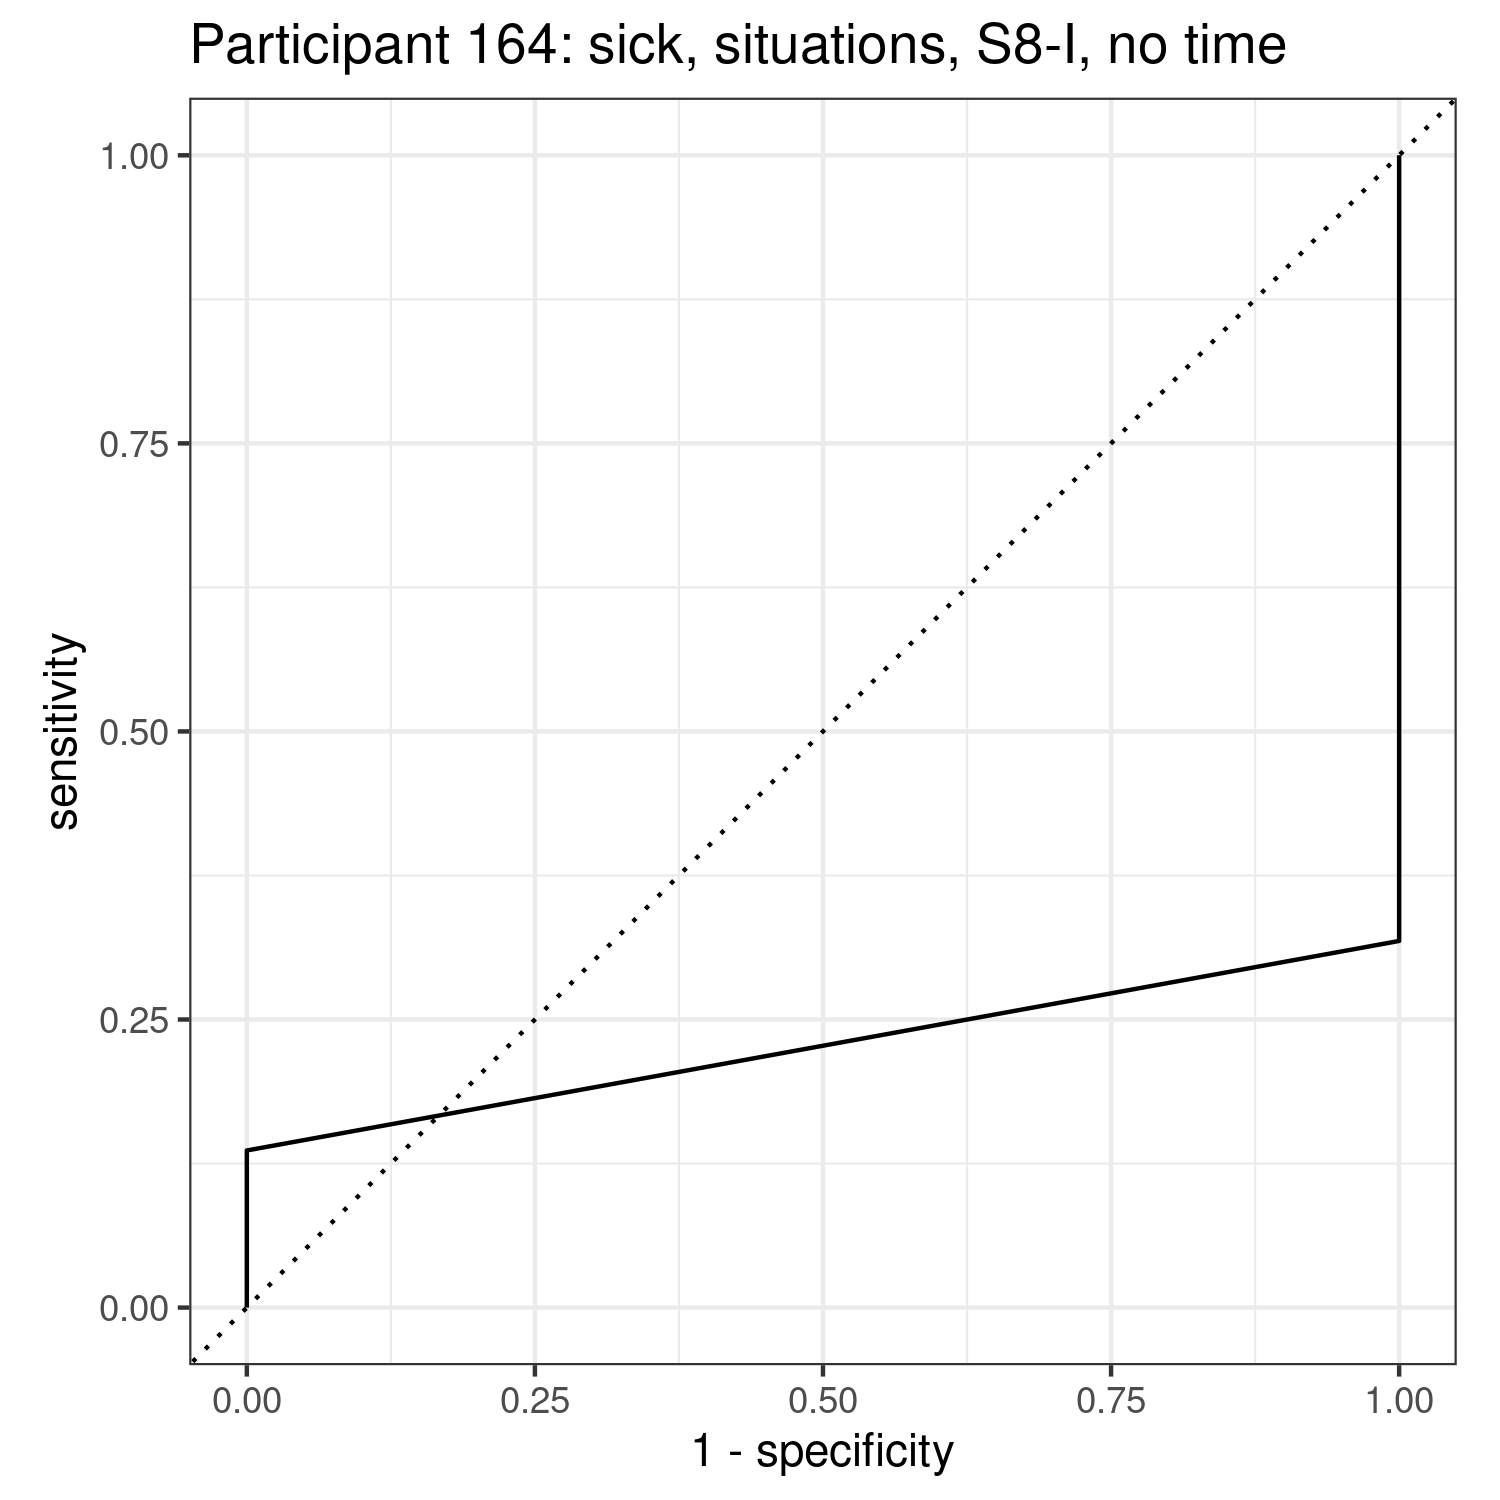 Participant 164: sick, situations, S8-I, no time
1.00
0.75
0.50
0.25
0.00
sensitivity
0.00 0.25 0.50 0.75 1.00
1 - specificity